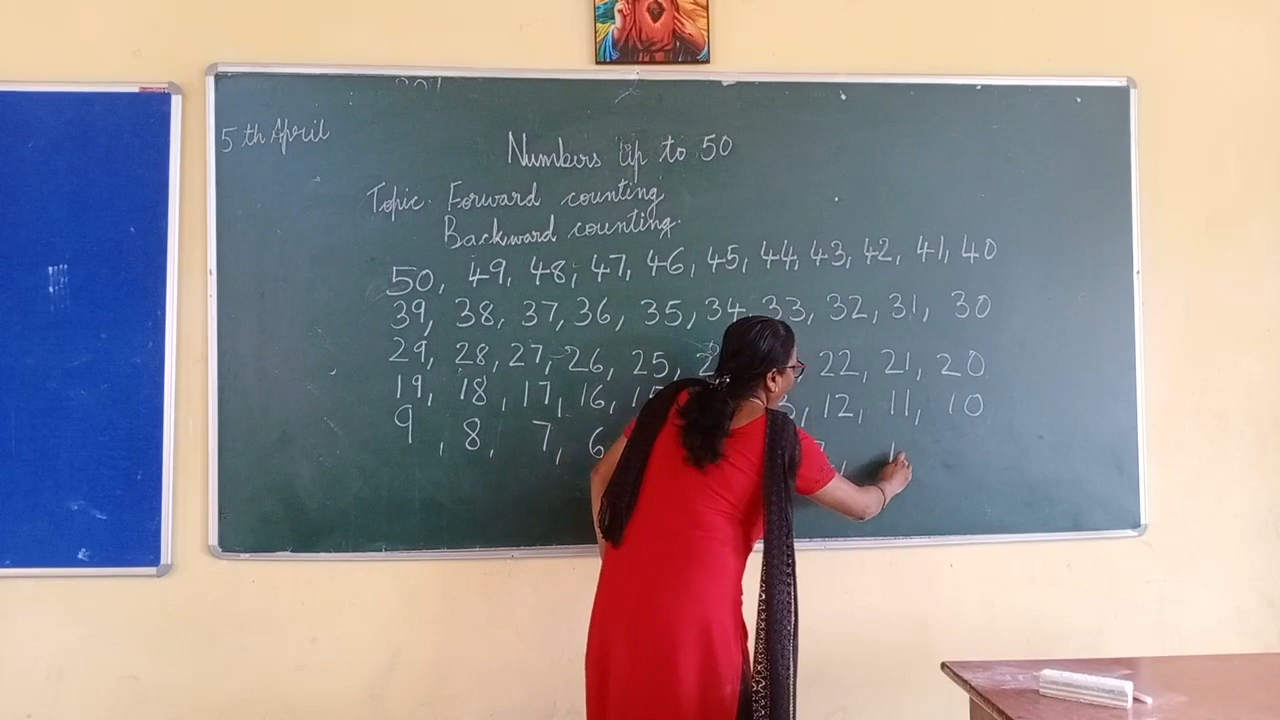 5th April
Numbers Up to 50
Topic. Forward counting
Backward counting.
50, 49, 48, 47, 46, 45, 44, 43, 42, 41, 40
39, 38, 37, 36, 35, 34, 33, 32, 31, 30
29, 28, 27, 26, 25, 22, 21, 20
19, 18, 17, 16, 12, 11, 10
9, 8, 7, 6 1